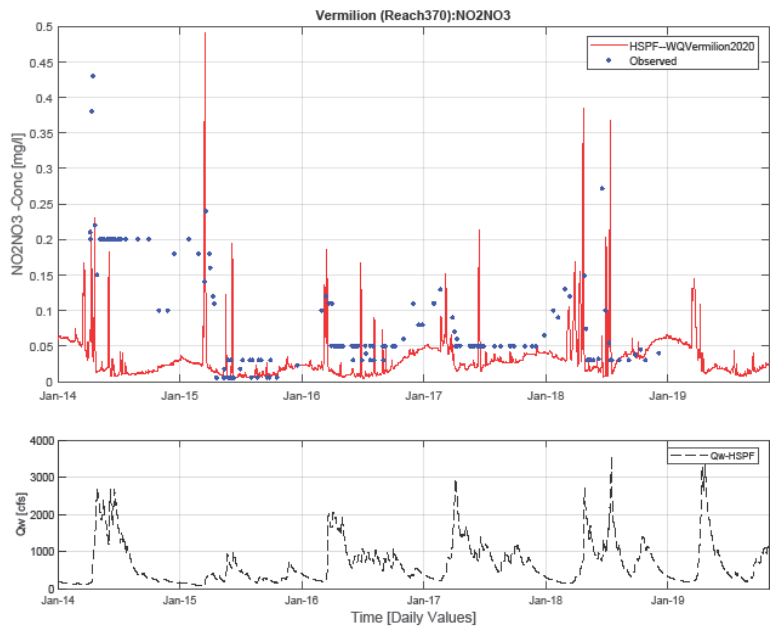 Vermilion (Reach370):NO2NO3
NO2NO3 -Conc [mg/l]
0.5
0.45
0.4
0.35
0.3
0.25
0.2
0.15
0.1
0.05
0
HSPF--WQVermilion2020
Observed
Jan-14 Jan-15 Jan-16 Jan-17 Jan-18 Jan-19
Qw [cfs]
4000
3000
2000
1000
0
Qw-HSPF
Jan-14 Jan-15 Jan-16 Jan-17 Jan-18 Jan-19
Time [Daily Values]